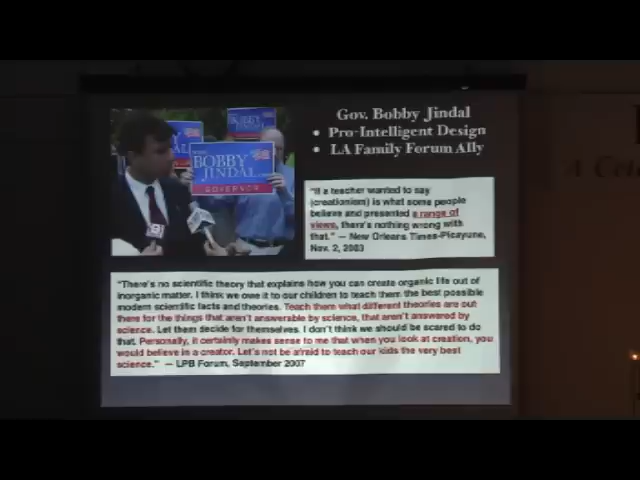 Gov. Bobby Jindal
• Pro-Intelligent Design
• LA Family Forum Ally
BOBBY
BOBBY
JINDAL
GOVERNOR
"If a teacher wanted to say
(creationism) is what some people
believe and presented a range of
views, there's nothing wrong with
that." — New Orleans Times-Picayune,
Nov. 2, 2003
"There's no scientific theory that explains how you can create organic life out of
inorganic matter. I think we owe it to our children to teach them the best possible
modern scientific facts and theories. Teach them what different theories are out
there for the things that aren't answerable by science, that aren't answered by
science. Let them decide for themselves. I don't think we should be scared to do
that. Personally, it certainly makes sense to me that when you look at creation, you
would believe in a creator. Let's not be afraid to teach our kids the very best
science." — LPB Forum, September 2007